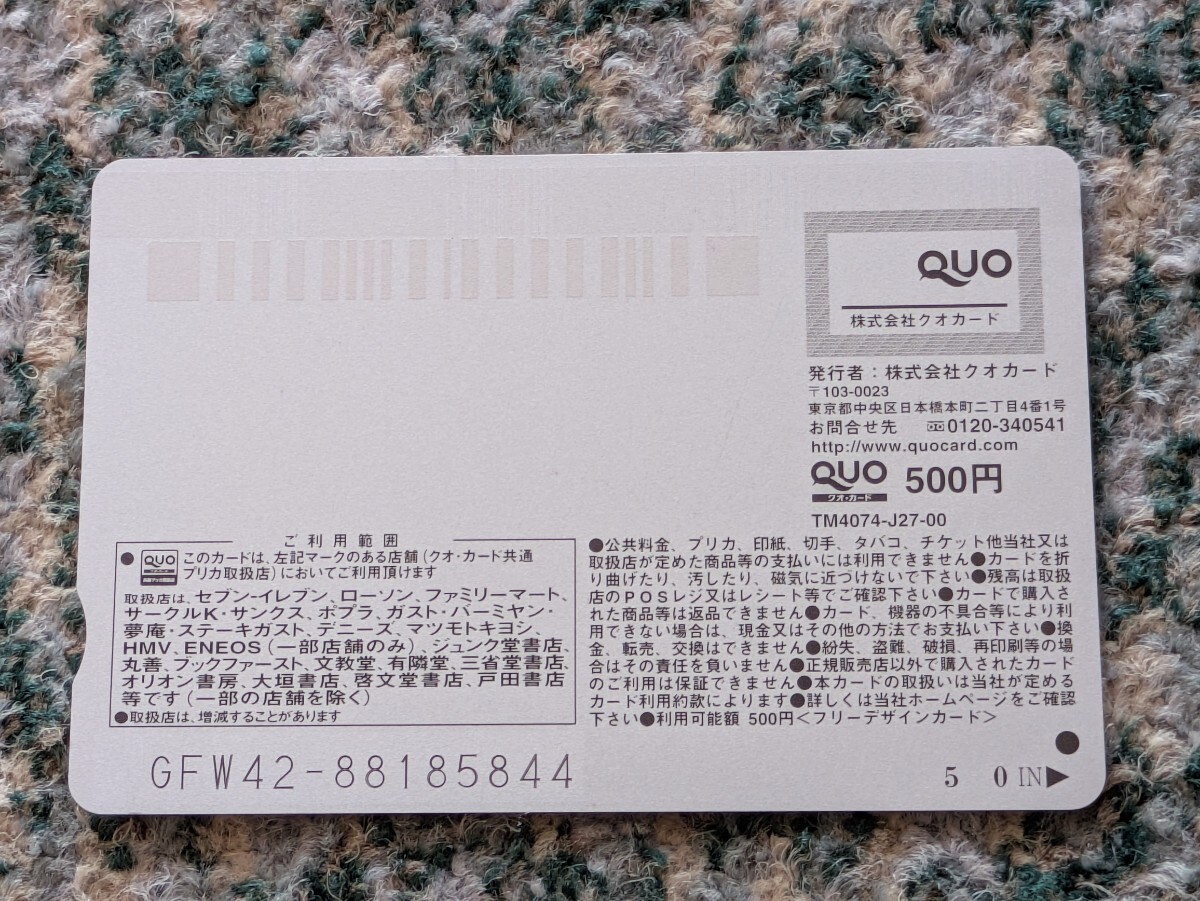 QUO
株式会社クオカード
発行者：株式会社クオカード
〒103-0023
東京都中央区日本橋本町二丁目4番1号
お問合せ先 0120-340541
http://www.quocard.com
QUO 500円
クオ・カード
TM4074-J27-00
ご利用範囲
●QUO このカードは、左記マークのある店舗(クオ・カード共通
プリカ取扱店)においてご利用頂けます
取扱店は、セブン-イレブン、ローソン、ファミリーマート、
サークルK・サンクス、ポプラ、ガスト・バーミヤン・
夢庵・ステーキガスト、デニーズ、マツモトキヨシ、
HMV、ENEOS(一部店舗のみ)、ジュンク堂書店、
丸善、ブックファースト、文教堂、有隣堂、三省堂書店、
オリオン書房、大垣書店、啓文堂書店、戸田書店
等です(一部の店舗を除く)
●取扱店は、増減することがあります
●公共料金、プリカ、印紙、切手、タバコ、チケット他当社又は
取扱店が定めた商品等の支払いには利用できません●カードを折
り曲げたり、汚したり、磁気に近づけないで下さい●残高は取扱
店のPOSレジ又はレシート等でご確認下さい●カードで購入さ
れた商品等は返品できません●カード、機器の不具合等により利
用できない場合は、現金又はその他の方法でお支払い下さい●換
金、転売、交換はできません●紛失、盗難、破損、再印刷等の場
合はその責任を負いません●正規販売店以外で購入されたカード
のご利用は保証できません●本カードの取扱いは当社が定める
カード利用約款によります●詳しくは当社ホームページをご確認
下さい●利用可能額 500円＜フリーデザインカード＞
GFW42-88185844
5 0 IN▶